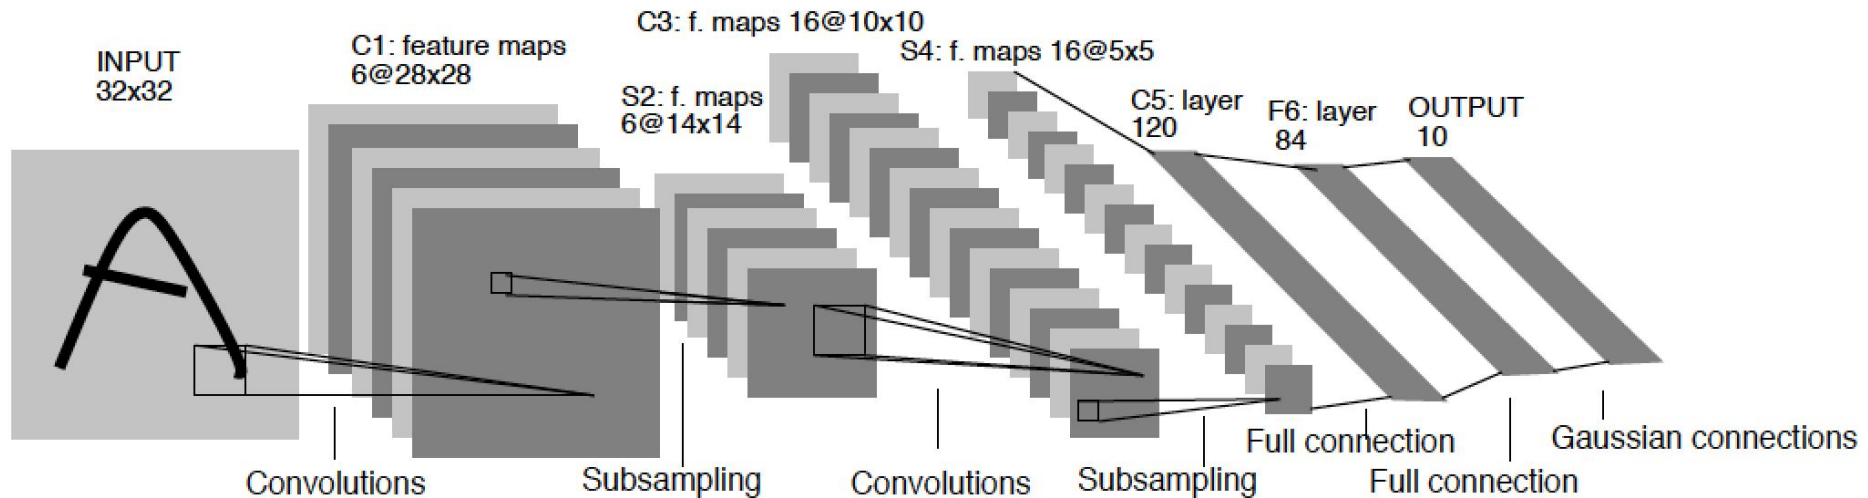 INPUT
32x32
C1: feature maps
6@28x28
S2: f. maps
6@14x14
C3: f. maps 16@10x10
S4: f. maps 16@5x5
C5: layer
120
F6: layer
84
OUTPUT
10
Convolutions
Subsampling
Convolutions
Subsampling
Full connection
Full connection
Gaussian connections